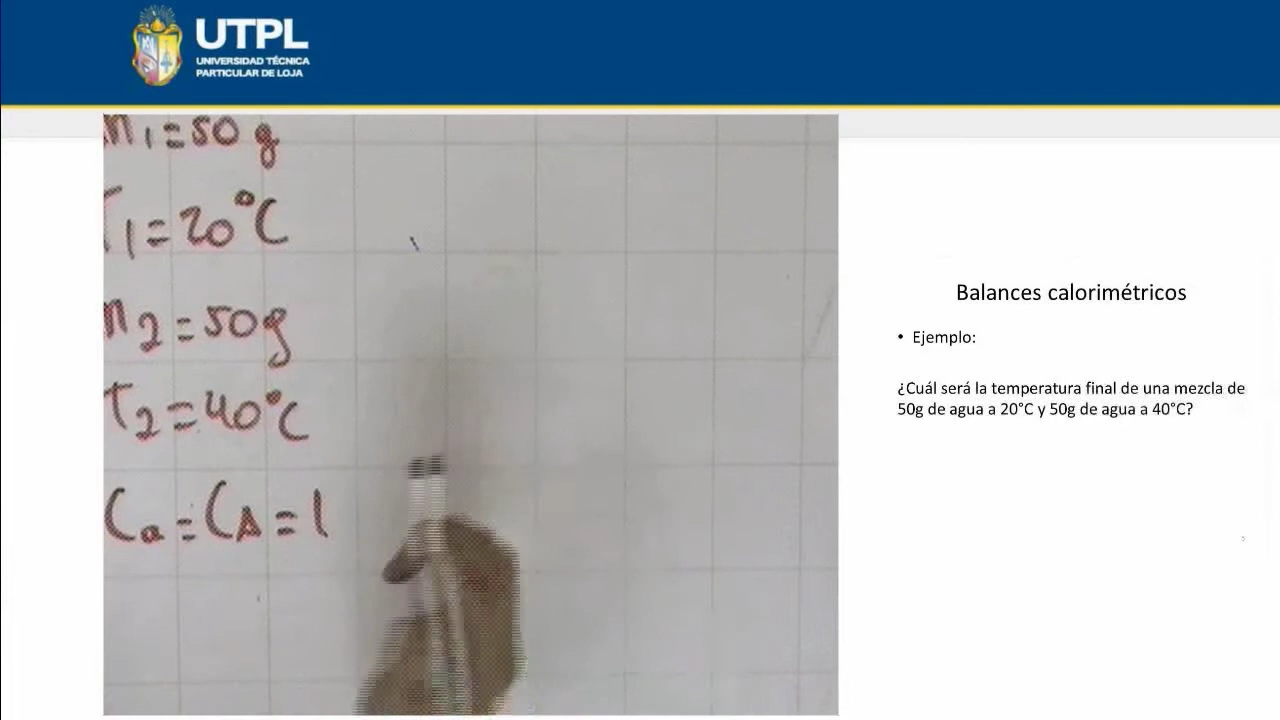 UTPL
UNIVERSIDAD TÉCNICA
PARTICULAR DE LOJA
m1=50g
T1=20°C
m2=50g
T2=40°C
Ca=CA=1
Balances calorimétricos
• Ejemplo:
¿Cuál será la temperatura final de una mezcla de
50g de agua a 20°C y 50g de agua a 40°C?